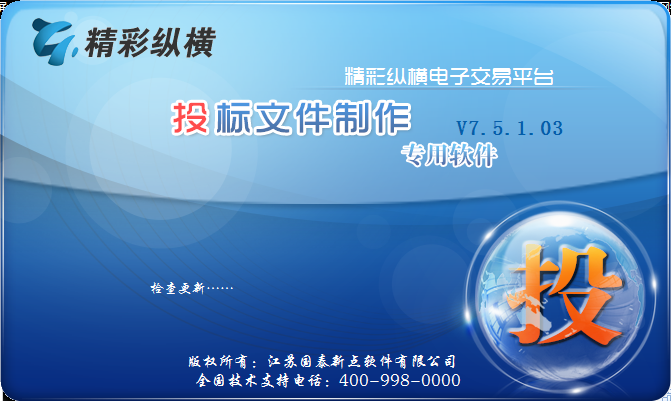 精彩纵横
精彩纵横电子交易平台
投标文件制作
V7.5.1.03
专用软件
投
检查更新……
版权所有：江苏国泰新点软件有限公司
全国技术支持电话：400-998-0000